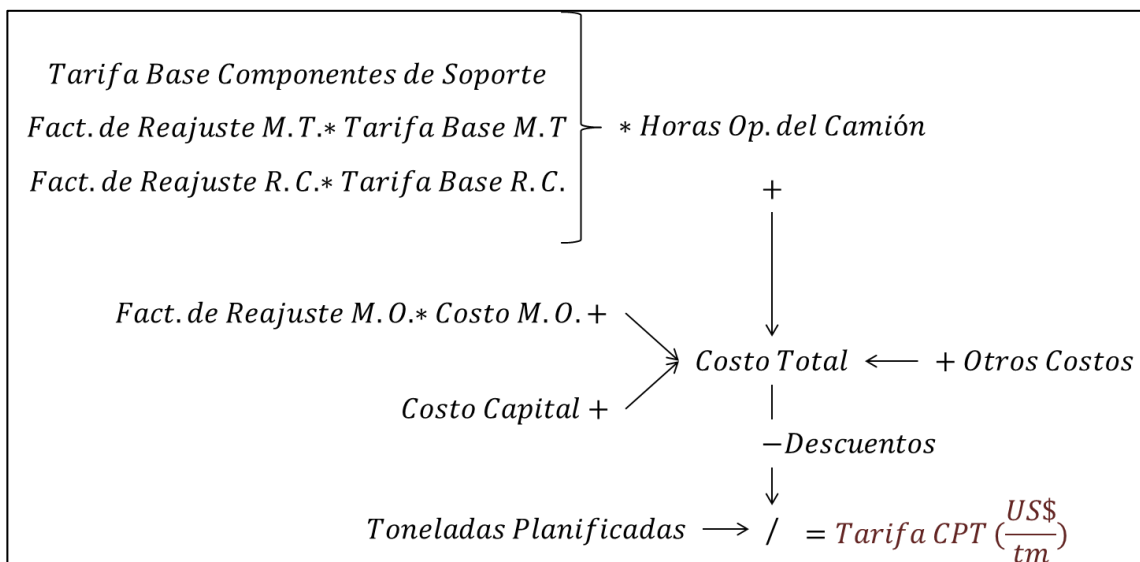 Tarifa Base Componentes de Soporte
Fact. de Reajuste M.T.* Tarifa Base M.T * Horas Op. del Camión
Fact. de Reajuste R.C.* Tarifa Base R.C.
+
Fact. de Reajuste M.O.* Costo M.O. +
Costo Total + Otros Costos
Costo Capital +
−Descuentos
Toneladas Planificadas / = Tarifa CPT (US$/tm)